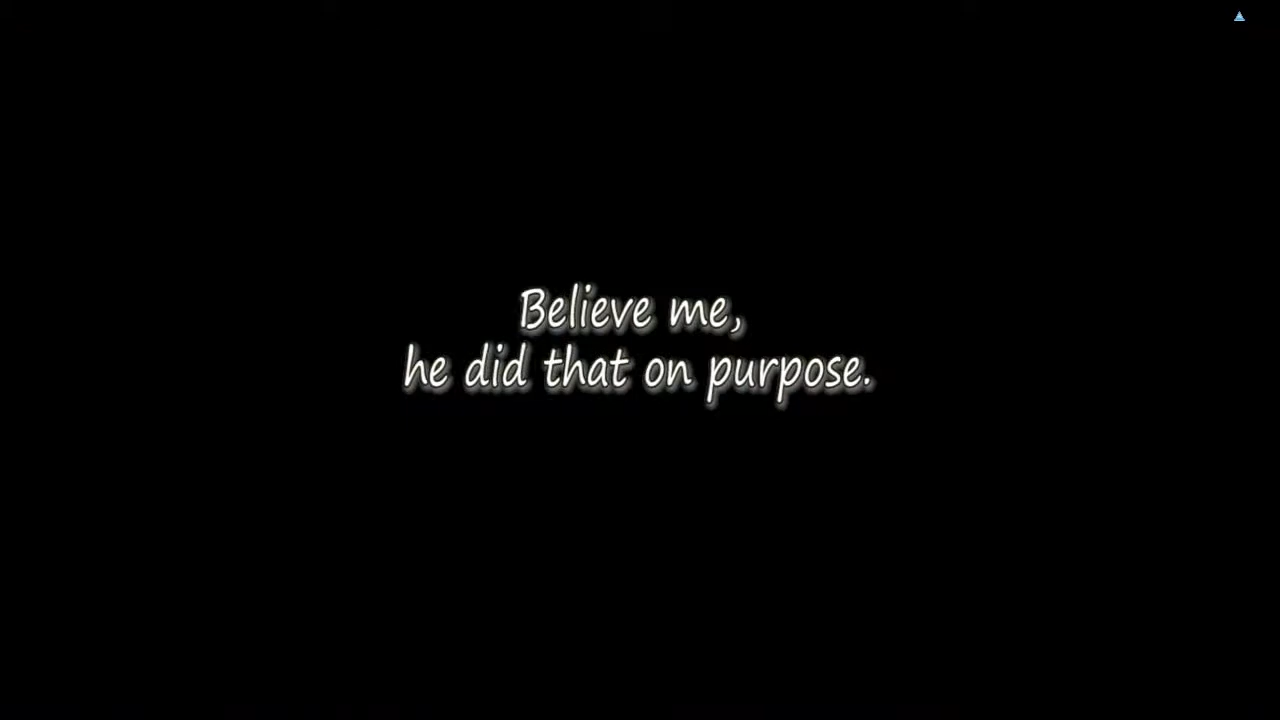 Believe me,
he did that on purpose.